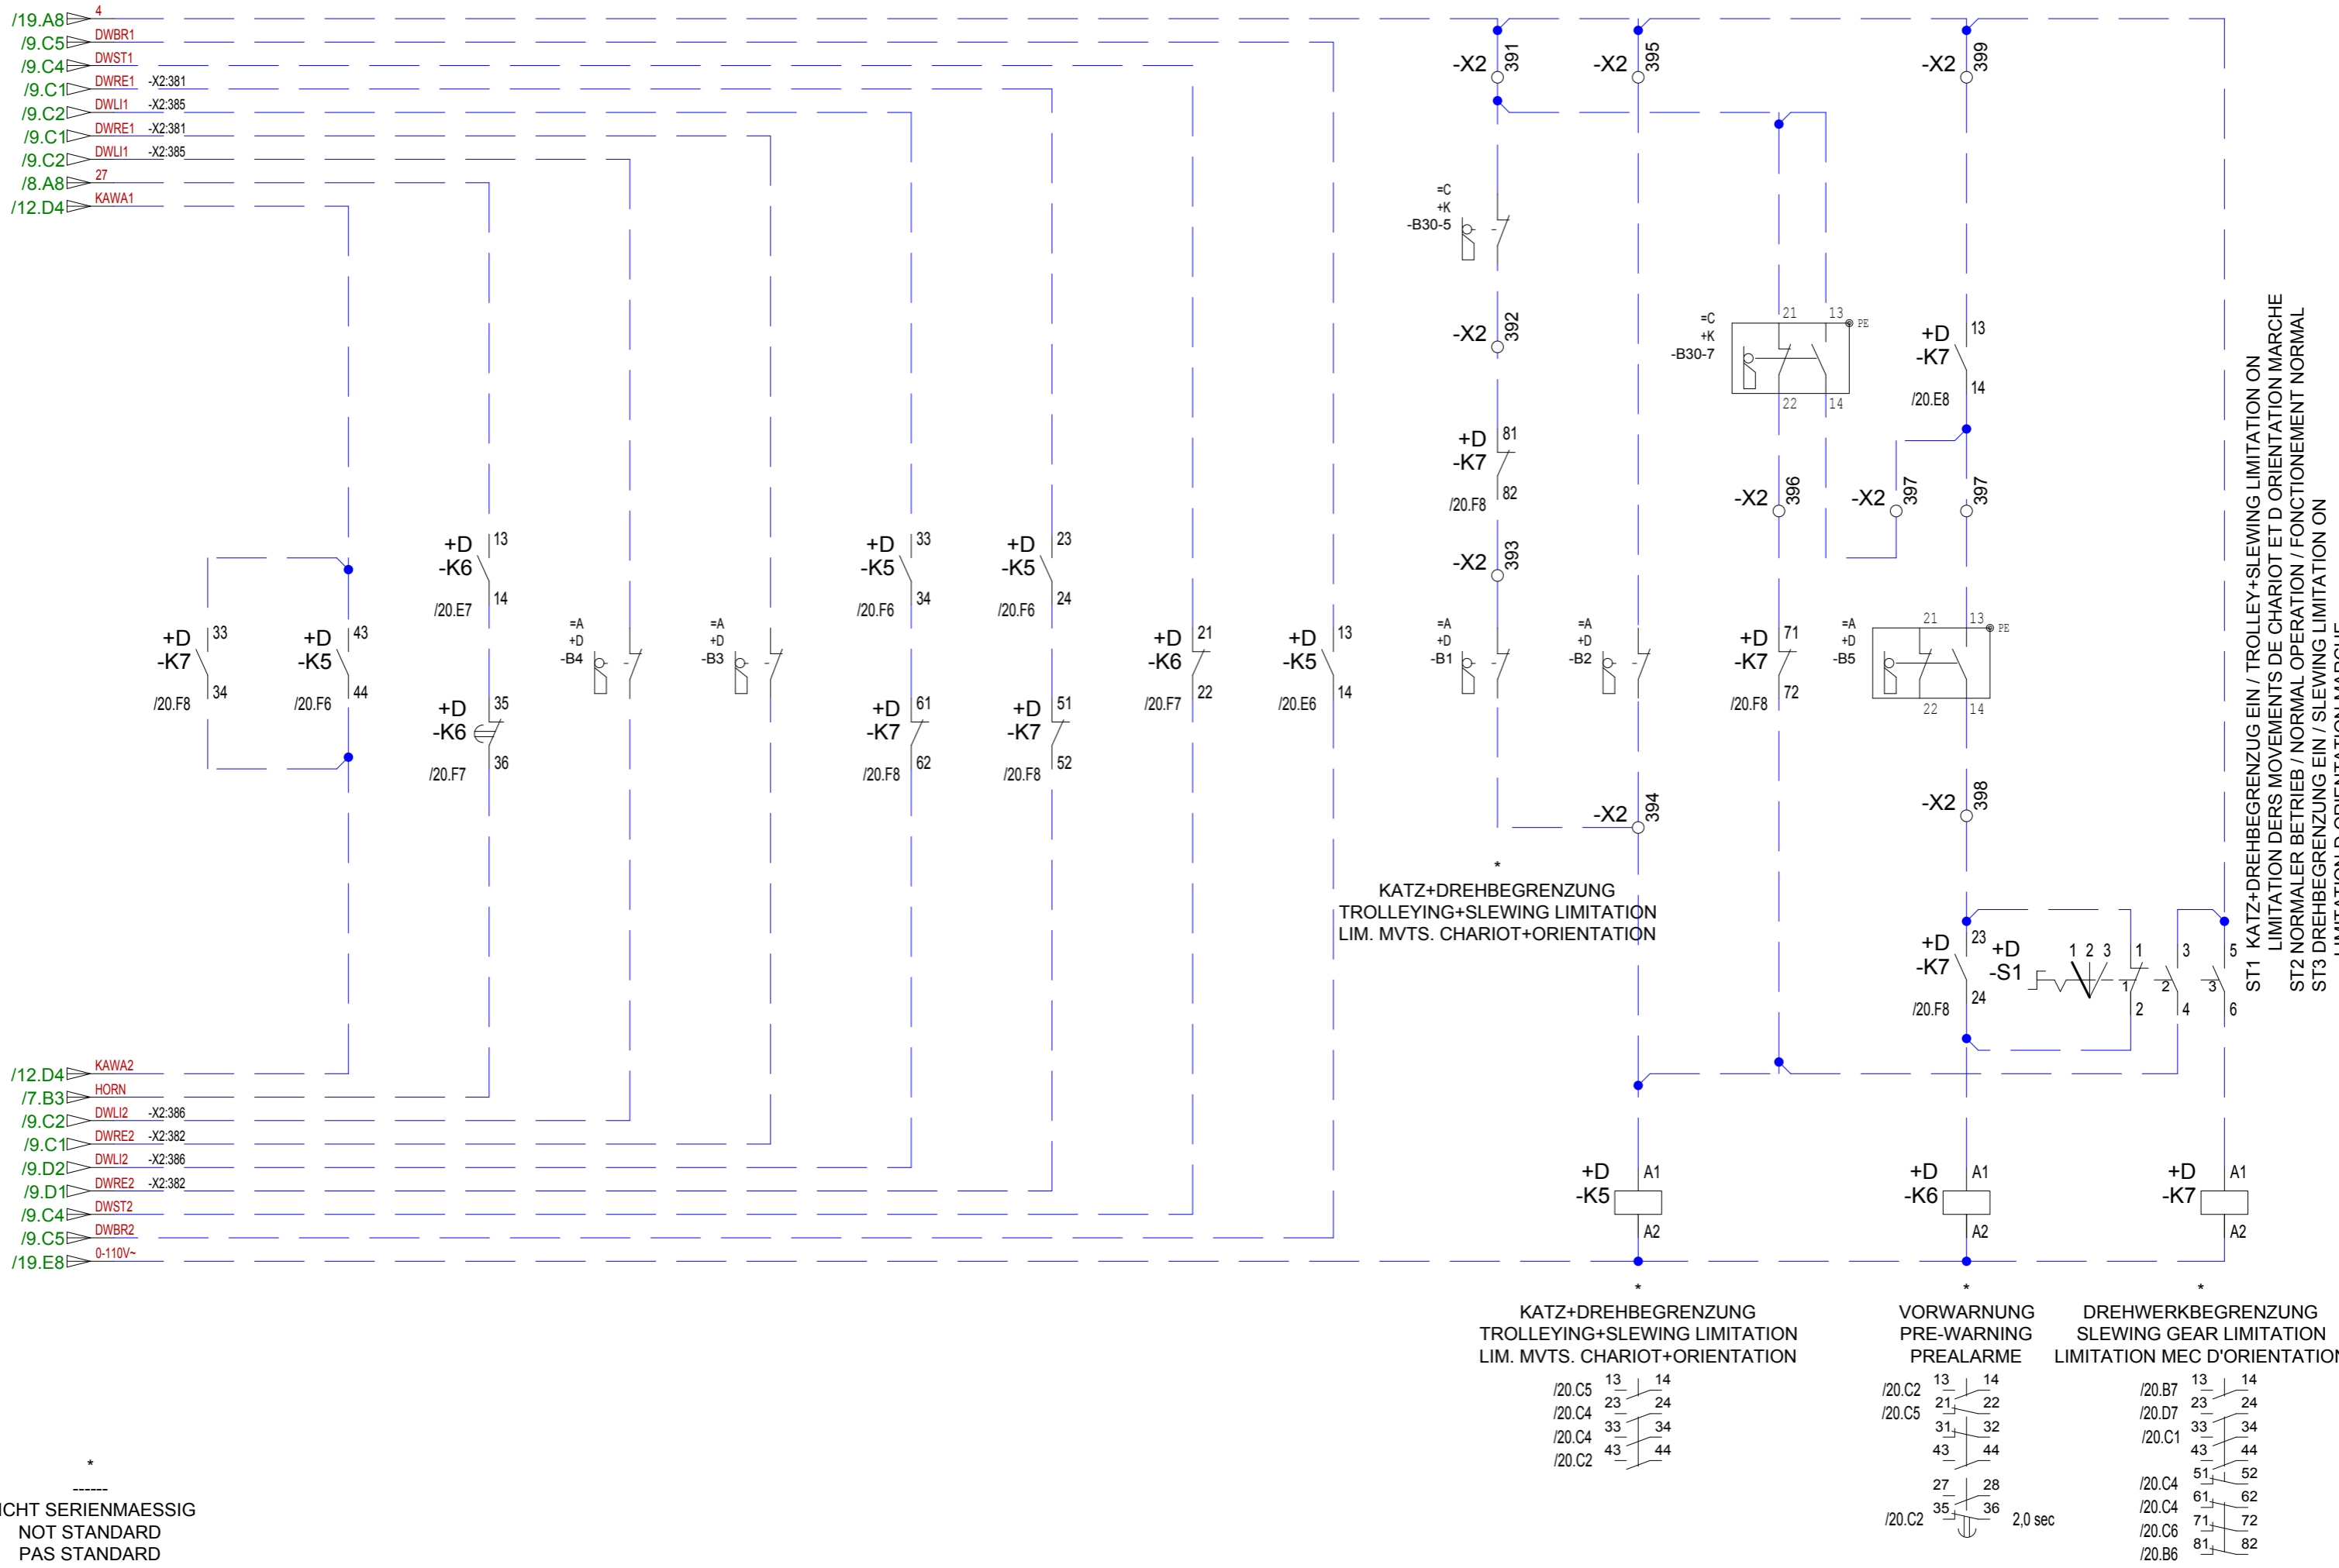 /19.A8 4
/9.C5 DWBR1
/9.C4 DWST1
/9.C1 DWRE1 -X2:381
/9.C2 DWLI1 -X2:385
/9.C1 DWRE1 -X2:381
/9.C2 DWLI1 -X2:385
/8.A8 27
/12.D4 KAWA1
-X2 391
-X2 395
-X2 399
=C
+K
-B30-5
-X2 392
=C
+K
-B30-7
21 13 PE
22 14
+D 13
-K7
14
/20.E8
+D 81
-K7
82
/20.F8
-X2 396
-X2 397
397
-X2 393
+D 33
-K7
34
/20.F8
+D 43
-K5
44
/20.F6
+D 13
-K6
14
/20.E7
+D 35
-K6
36
/20.F7
=A
+D
-B4
=A
+D
-B3
+D 33
-K5
34
/20.F6
+D 61
-K7
62
/20.F8
+D 23
-K5
24
/20.F6
+D 51
-K7
52
/20.F8
+D 21
-K6
22
/20.F7
+D 13
-K5
14
/20.E6
=A
+D
-B1
=A
+D
-B2
+D 71
-K7
72
/20.F8
=A
+D
-B5
21 13 PE
22 14
-X2 394
-X2 398
*
KATZ+DREHBEGRENZUNG
TROLLEYING+SLEWING LIMITATION
LIM. MVTS. CHARIOT+ORIENTATION
+D 23
-K7
24
/20.F8
+D
-S1
1 2 3
1 3 5
1 2 3
2 4 6
ST1 KATZ+DREHBEGRENZUG EIN / TROLLEY+SLEWING LIMITATION ON
LIMITATION DERS MOVEMENTS DE CHARIOT ET D ORIENTATION MARCHE
ST2 NORMALER BETRIEB / NORMAL OPERATION / FONCTIONEMENT NORMAL
ST3 DREHBEGRENZUNG EIN / SLEWING LIMITATION ON
LIMITATION D ORIENTATION MARCHE
/12.D4 KAWA2
/7.B3 HORN
/9.C2 DWLI2 -X2:386
/9.C1 DWRE2 -X2:382
/9.D2 DWLI2 -X2:386
/9.D1 DWRE2 -X2:382
/9.C4 DWST2
/9.C5 DWBR2
/19.E8 0-110V~
+D A1
-K5
A2
+D A1
-K6
A2
+D A1
-K7
A2
*
KATZ+DREHBEGRENZUNG
TROLLEYING+SLEWING LIMITATION
LIM. MVTS. CHARIOT+ORIENTATION
/20.C5 13 14
/20.C4 23 24
/20.C4 33 34
/20.C2 43 44
*
VORWARNUNG
PRE-WARNING
PREALARME
/20.C2 13 14
/20.C5 21 22
31 32
43 44
27 28
/20.C2 35 36 2,0 sec
*
DREHWERKBEGRENZUNG
SLEWING GEAR LIMITATION
LIMITATION MEC D'ORIENTATION
/20.B7 13 14
/20.D7 23 24
/20.C1 33 34
43 44
/20.C4 51 52
/20.C4 61 62
/20.C6 71 72
/20.B6 81 82
*
------
ICHT SERIENMAESSIG
NOT STANDARD
PAS STANDARD